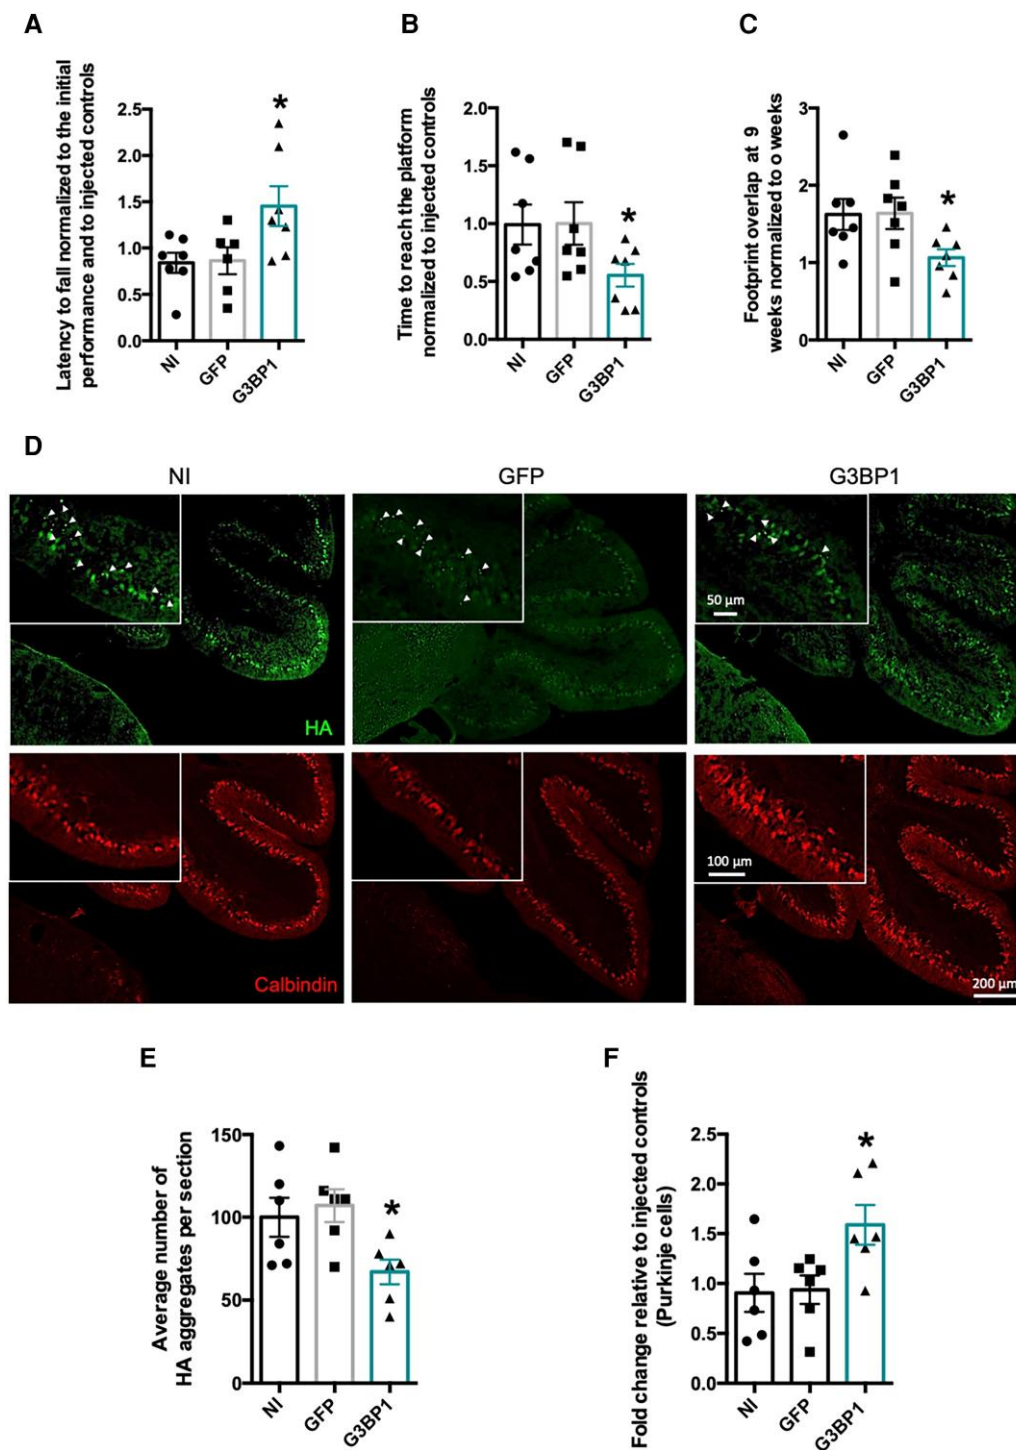 A
Latency to fall normalized to the initial
performance and to injected controls
2.5
2.0
1.5
1.0
0.5
0.0
*
NI
GFP
G3BP1
B
Time to reach the platform
normalized to injected controls
2.0
1.5
1.0
0.5
0.0
*
NI
GFP
G3BP1
C
Footprint overlap at 9
weeks normalized to o weeks
3
2
1
0
*
NI
GFP
G3BP1
D
NI
GFP
G3BP1
50 µm
HA
100 µm
Calbindin
200 µm
E
Average number of
HA aggregates per section
150
100
50
0
*
NI
GFP
G3BP1
F
Fold change relative to injected controls
(Purkinje cells)
2.5
2.0
1.5
1.0
0.5
0.0
*
NI
GFP
G3BP1